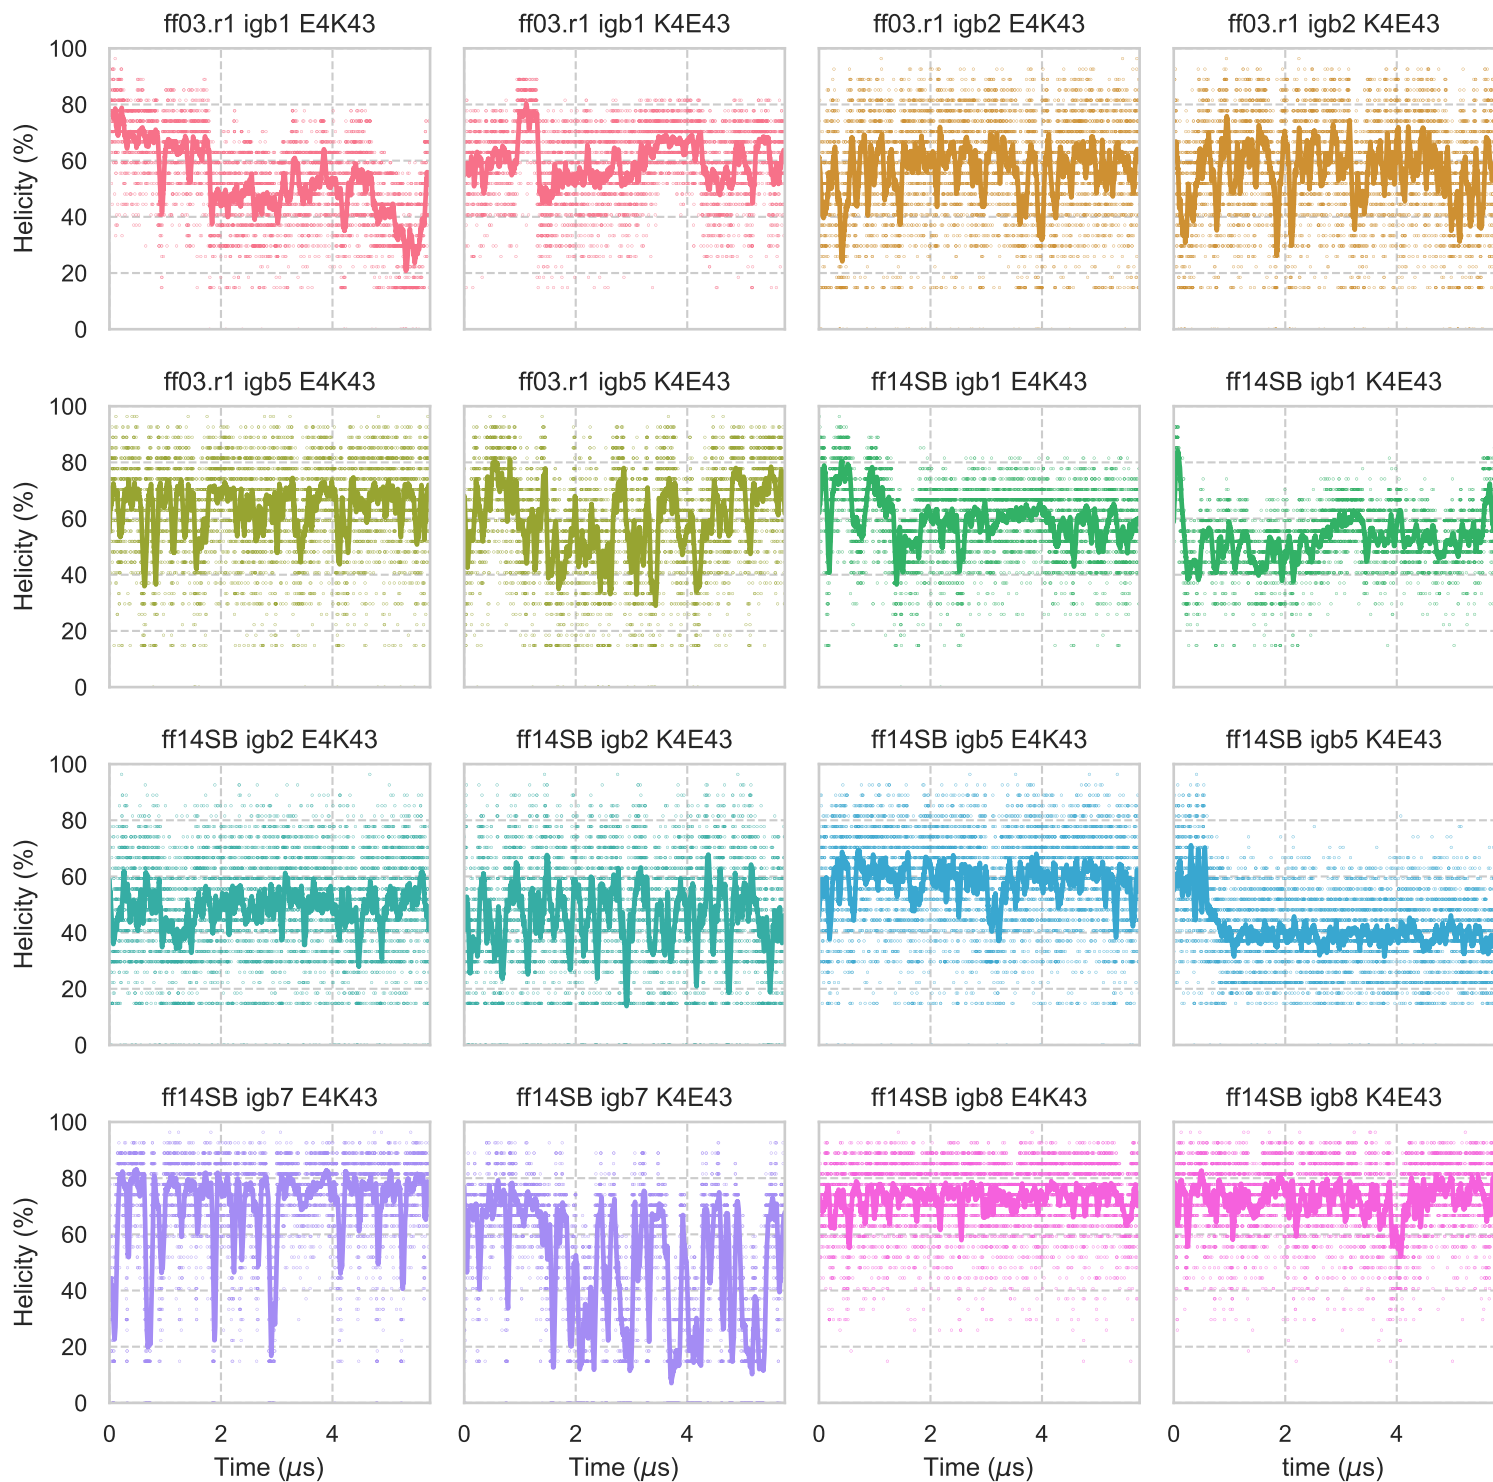 ff03.r1 igb1 E4K43 ff03.r1 igb1 K4E43 ff03.r1 igb2 E4K43 ff03.r1 igb2 K4E43
100
80
60
40
20
0
Helicity (%)
ff03.r1 igb5 E4K43 ff03.r1 igb5 K4E43 ff14SB igb1 E4K43 ff14SB igb1 K4E43
100
80
60
40
20
0
Helicity (%)
ff14SB igb2 E4K43 ff14SB igb2 K4E43 ff14SB igb5 E4K43 ff14SB igb5 K4E43
100
80
60
40
20
0
Helicity (%)
ff14SB igb7 E4K43 ff14SB igb7 K4E43 ff14SB igb8 E4K43 ff14SB igb8 K4E43
100
80
60
40
20
0
Helicity (%)
0 2 4 0 2 4 0 2 4 0 2 4
Time (μs) Time (μs) Time (μs) time (μs)